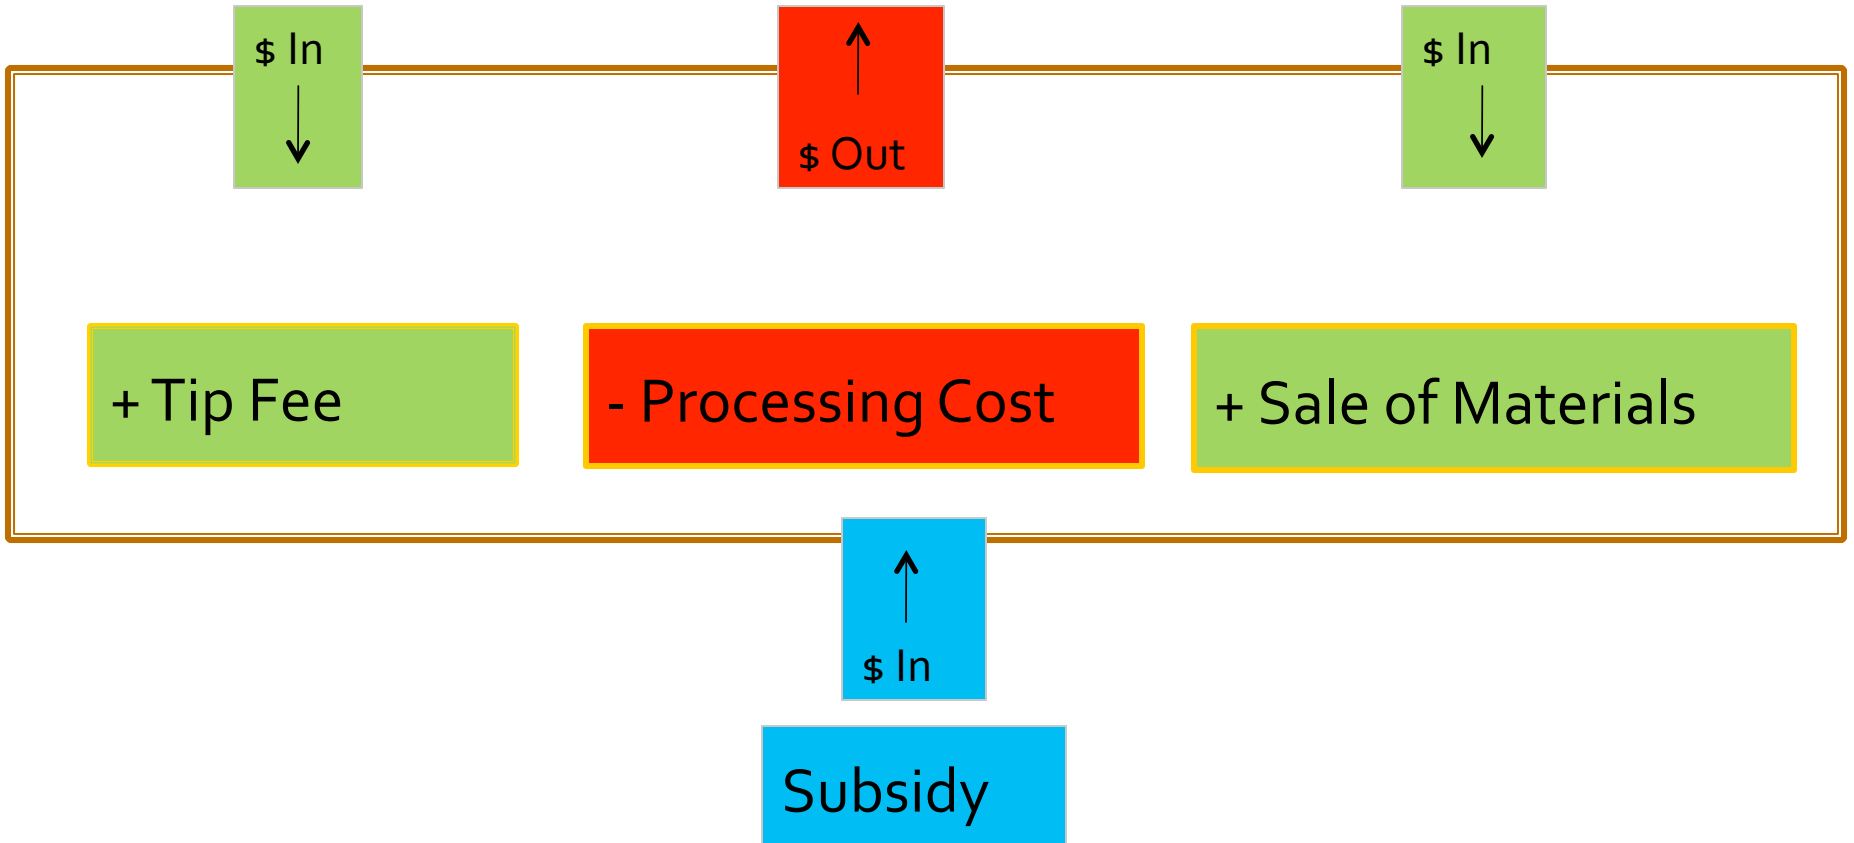 $ In
$ Out
$ In
+ Tip Fee
- Processing Cost
+ Sale of Materials
$ In
Subsidy